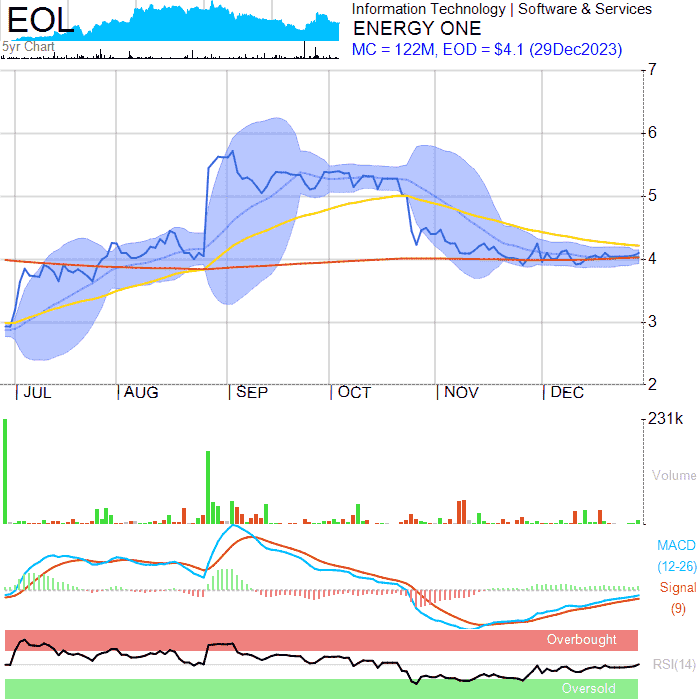 EOL
5yr Chart
Information Technology | Software & Services
ENERGY ONE
MC = 122M, EOD = $4.1 (29Dec2023)
7
6
5
4
3
2
JUL
AUG
SEP
OCT
NOV
DEC
231k
Volume
MACD
(12-26)
Signal
(9)
Overbought
RSI(14)
Oversold